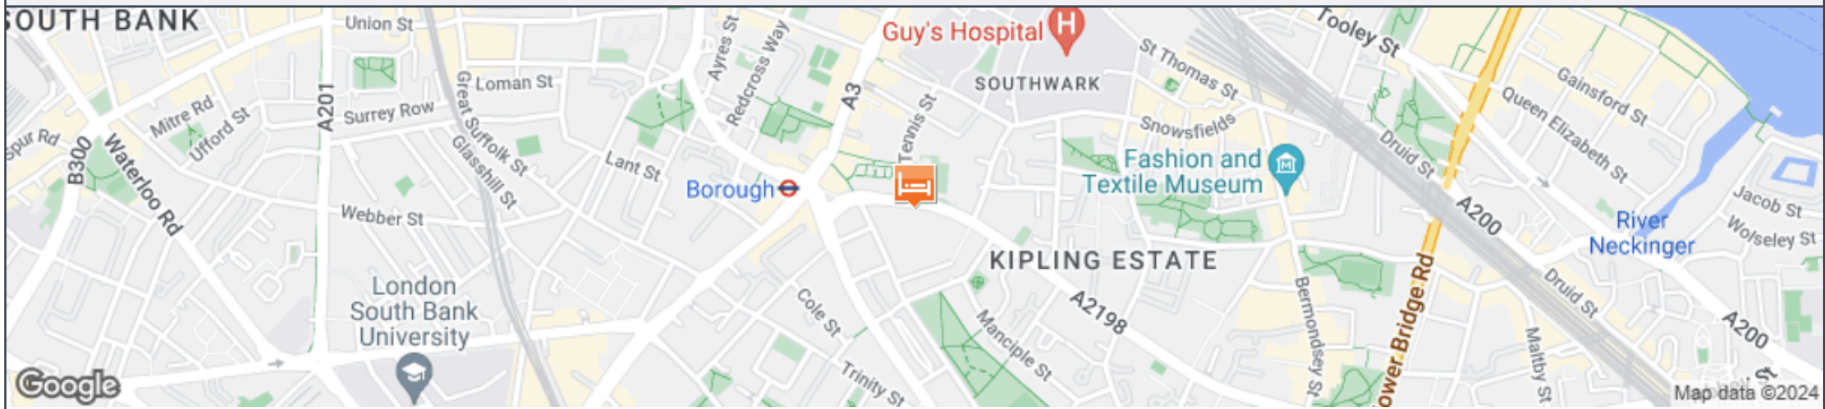 SOUTH BANK
Union St
Ayres St
Redcross Way
A3
Guy's Hospital
H
SOUTHWARK
St Thomas St
Tooley St
Gainsford St
Queen Elizabeth St
Loman St
Great Suffolk St
A201
Surrey Row
Mitre Rd
Ufford St
Spur Rd
B300
Waterloo Rd
Glasshill St
Lant St
Tennis St
Snowsfields
Fashion and
Textile Museum
M
Druid St
A200
Borough
Webber St
Jacob St
Wolseley St
River
Neckinger
KIPLING ESTATE
London
South Bank
University
Cole St
A2198
Manciple St
Trinity St
Bermondsey St
ower Bridge Rd
Druid St
Maltby St
A200
Google
Map data ©2024